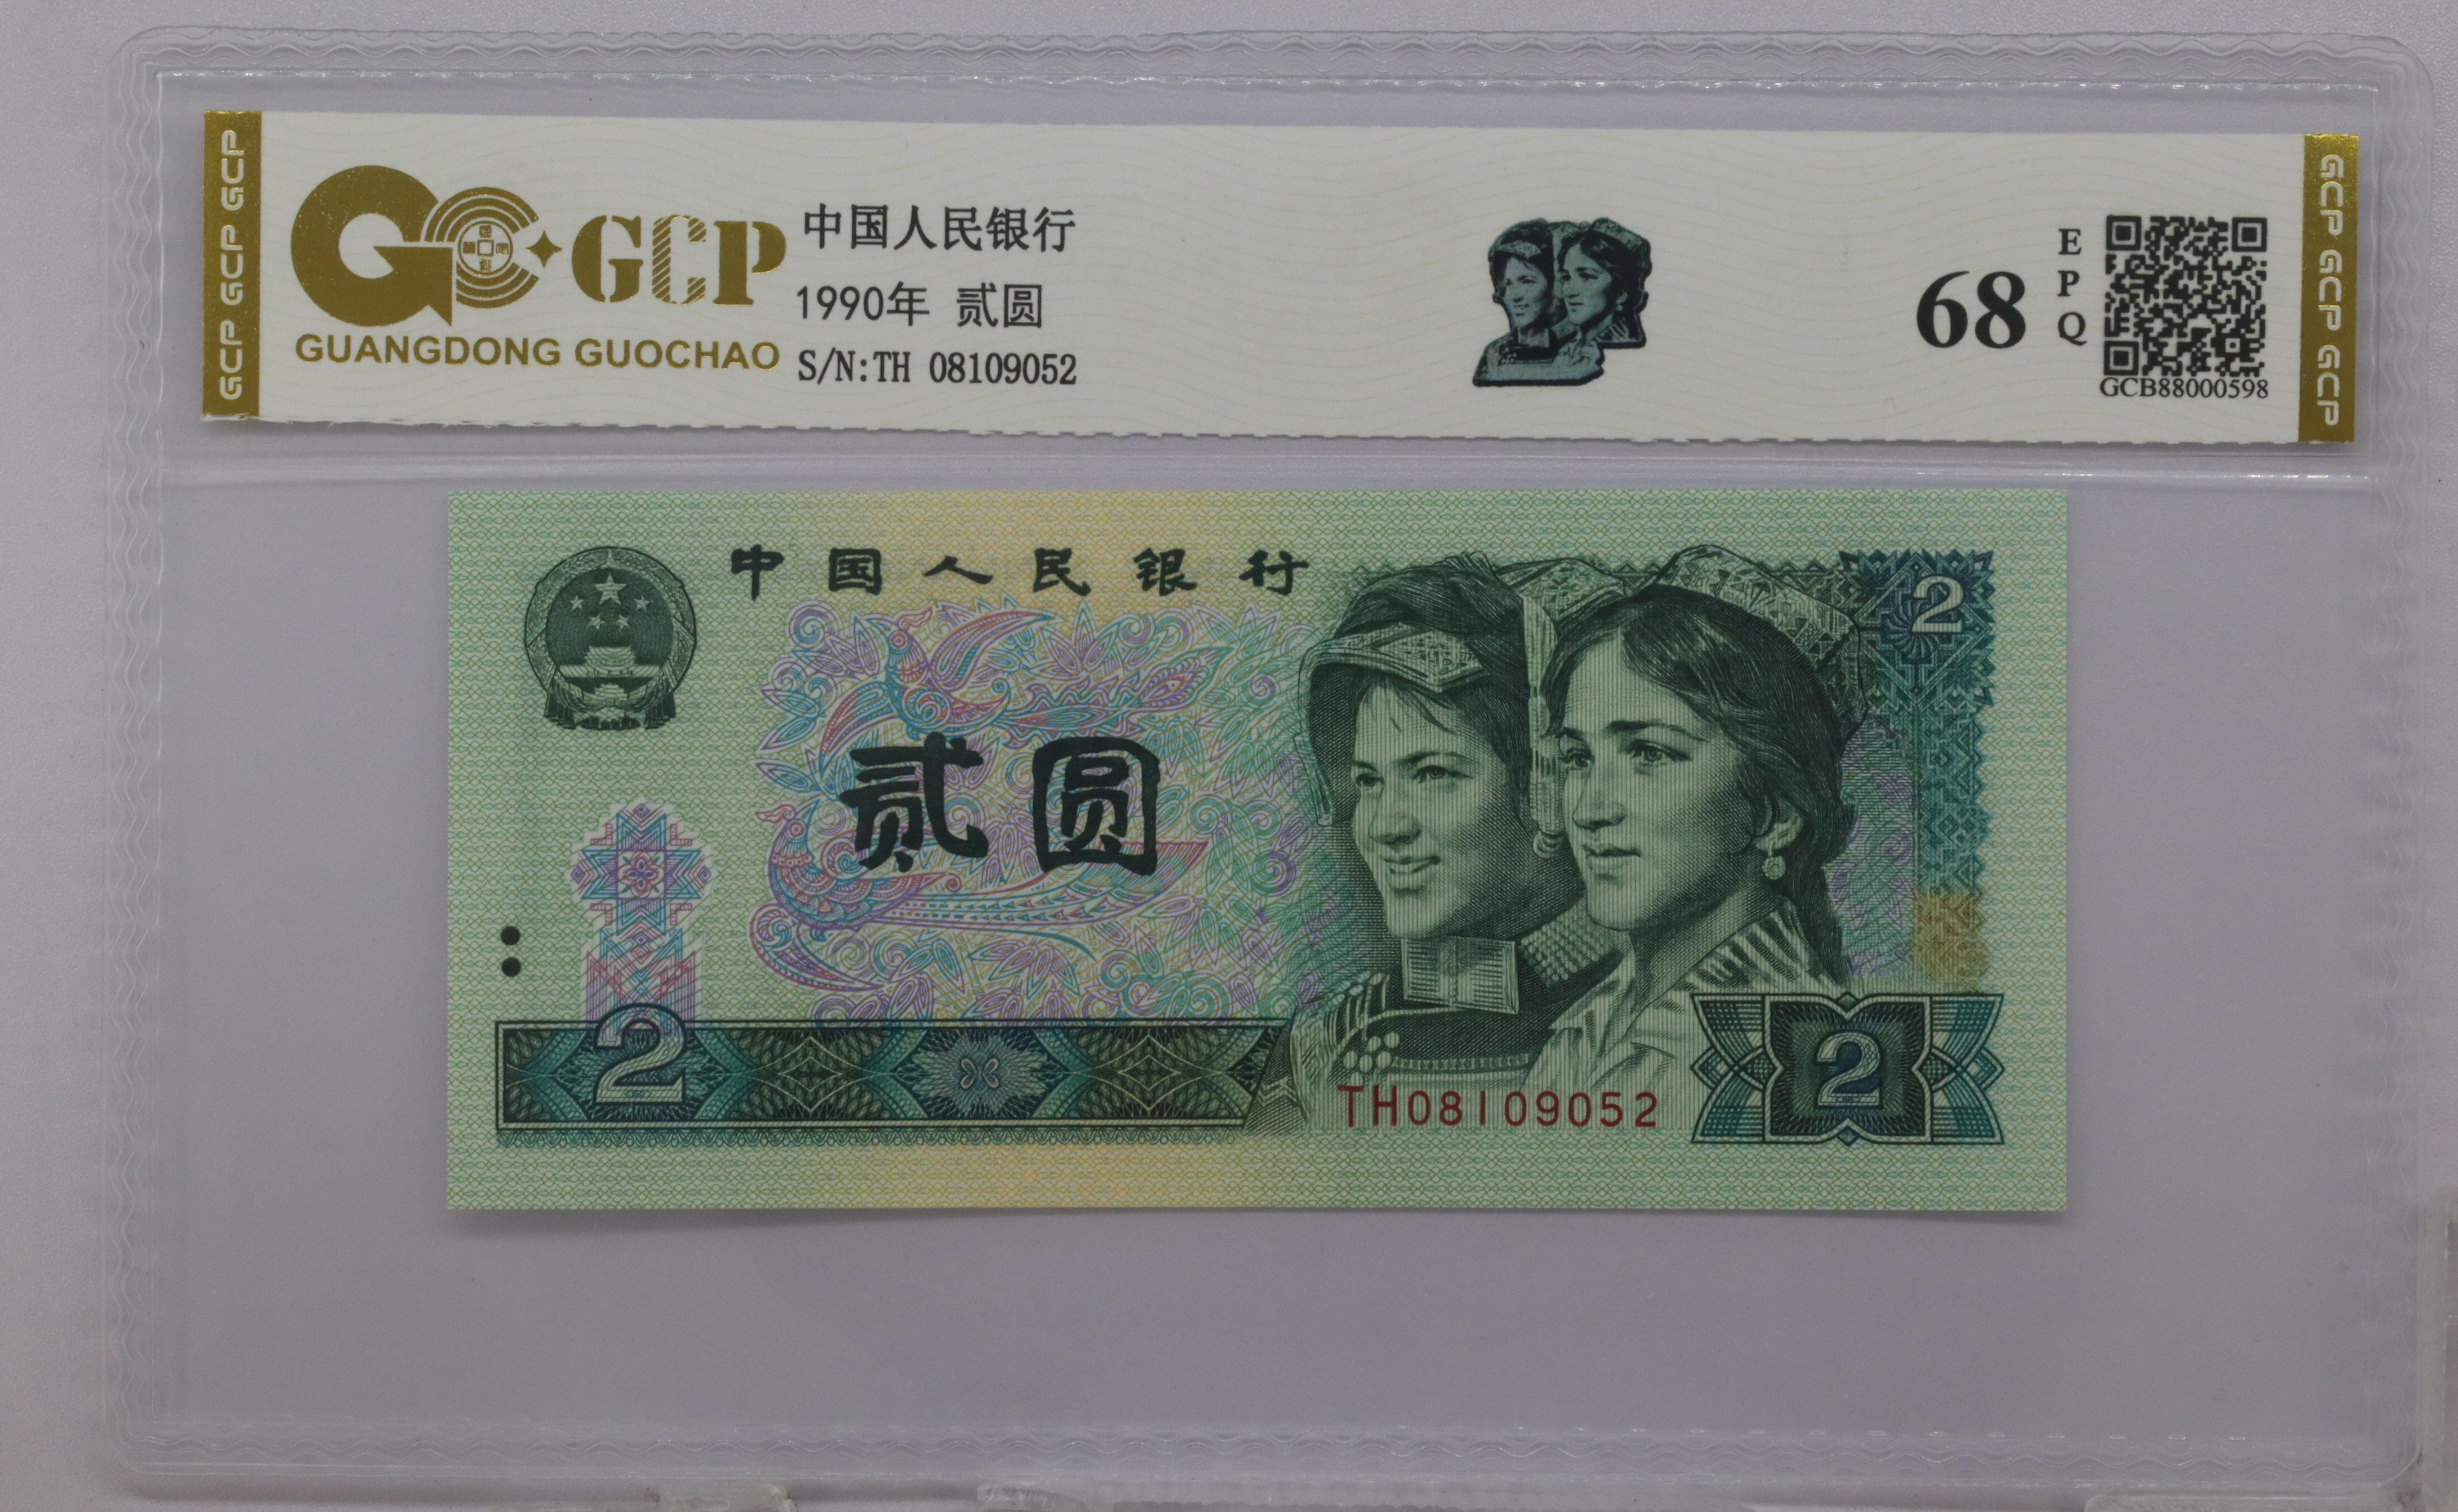 GCP GCP GCP
GCP
中国人民银行
1990年 贰圆
GUANGDONG GUOCHAO
S/N:TH 08109052
68
EPQ
GCB88000598
GCP GCP GCP
中国人民银行
2
贰圆
2
TH08109052
2